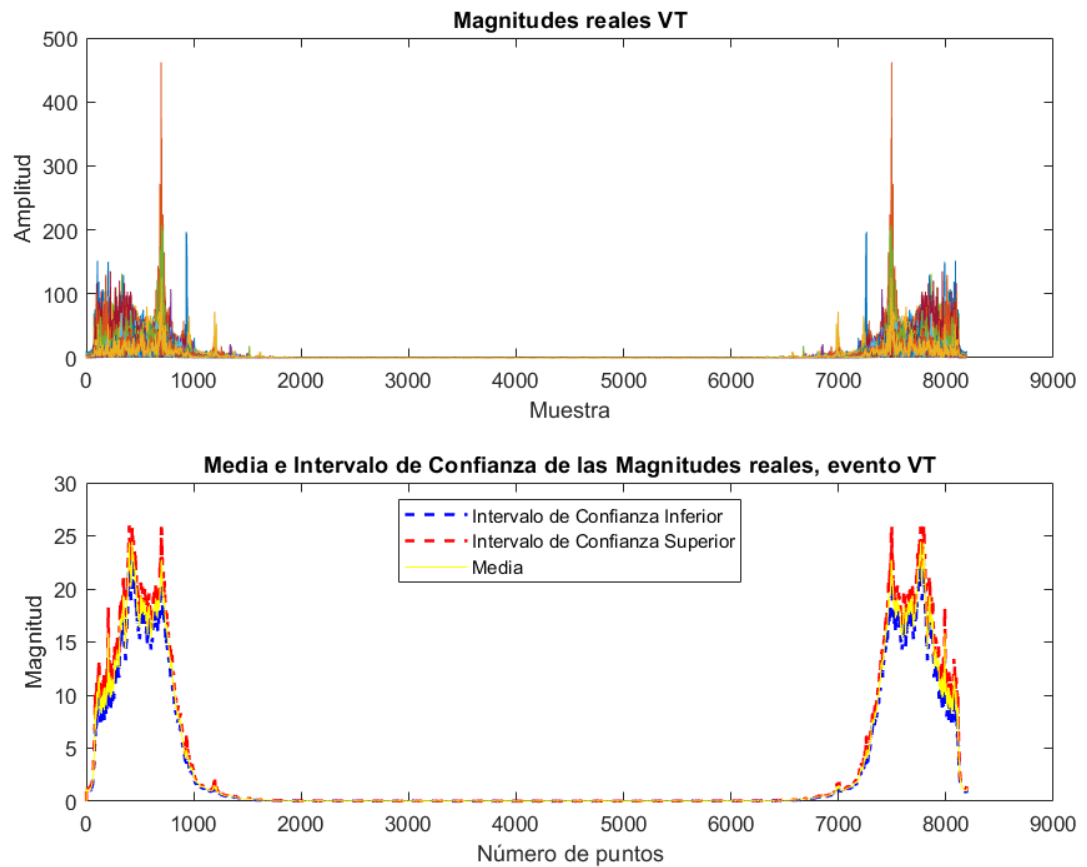 Magnitudes reales VT
500
400
300
200
100
0
Amplitud
0 1000 2000 3000 4000 5000 6000 7000 8000 9000
Muestra
Media e Intervalo de Confianza de las Magnitudes reales, evento VT
30
25
20
15
10
5
0
Magnitud
Intervalo de Confianza Inferior
Intervalo de Confianza Superior
Media
0 1000 2000 3000 4000 5000 6000 7000 8000 9000
Número de puntos